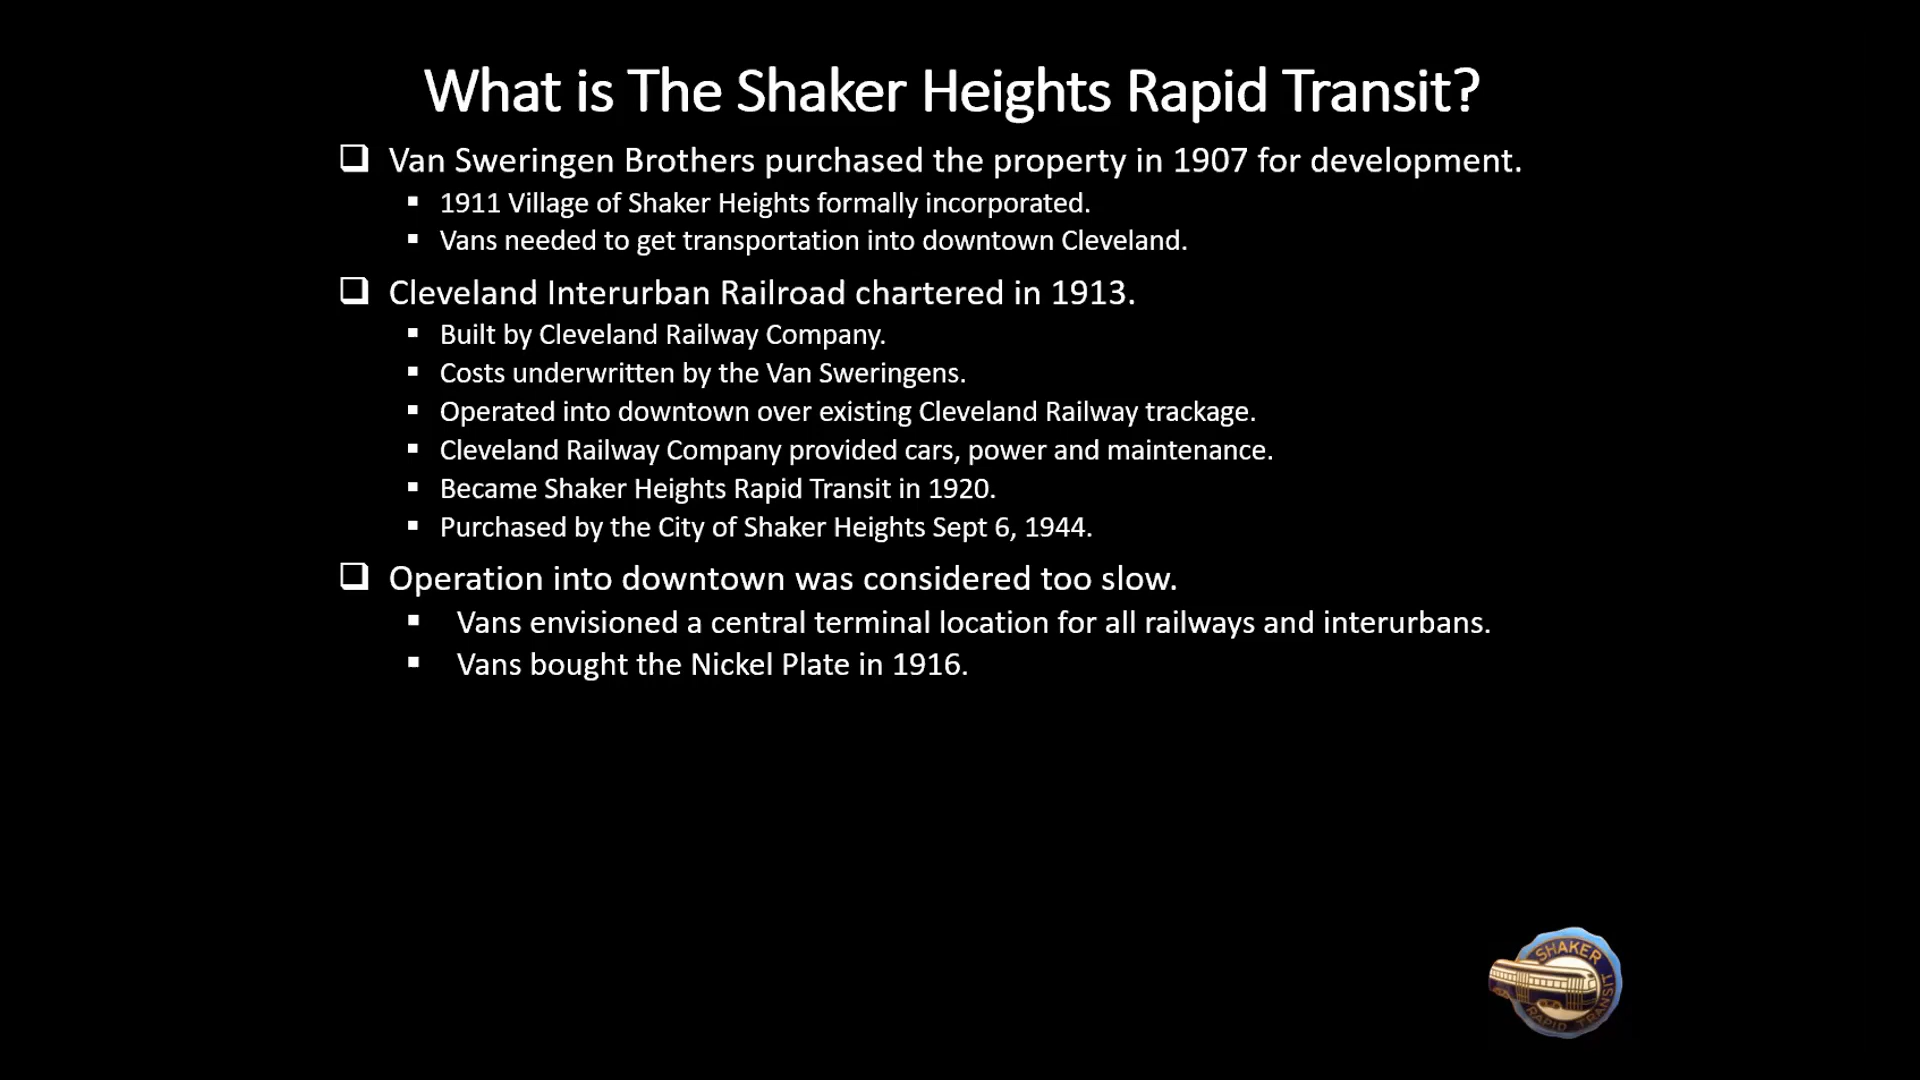 What is The Shaker Heights Rapid Transit?
Van Sweringen Brothers purchased the property in 1907 for development.
1911 Village of Shaker Heights formally incorporated.
Vans needed to get transportation into downtown Cleveland.
Cleveland Interurban Railroad chartered in 1913.
Built by Cleveland Railway Company.
Costs underwritten by the Van Sweringens.
Operated into downtown over existing Cleveland Railway trackage.
Cleveland Railway Company provided cars, power and maintenance.
Became Shaker Heights Rapid Transit in 1920.
Purchased by the City of Shaker Heights Sept 6, 1944.
Operation into downtown was considered too slow.
Vans envisioned a central terminal location for all railways and interurbans.
Vans bought the Nickel Plate in 1916.
SHAKER
RAPID TRANSIT